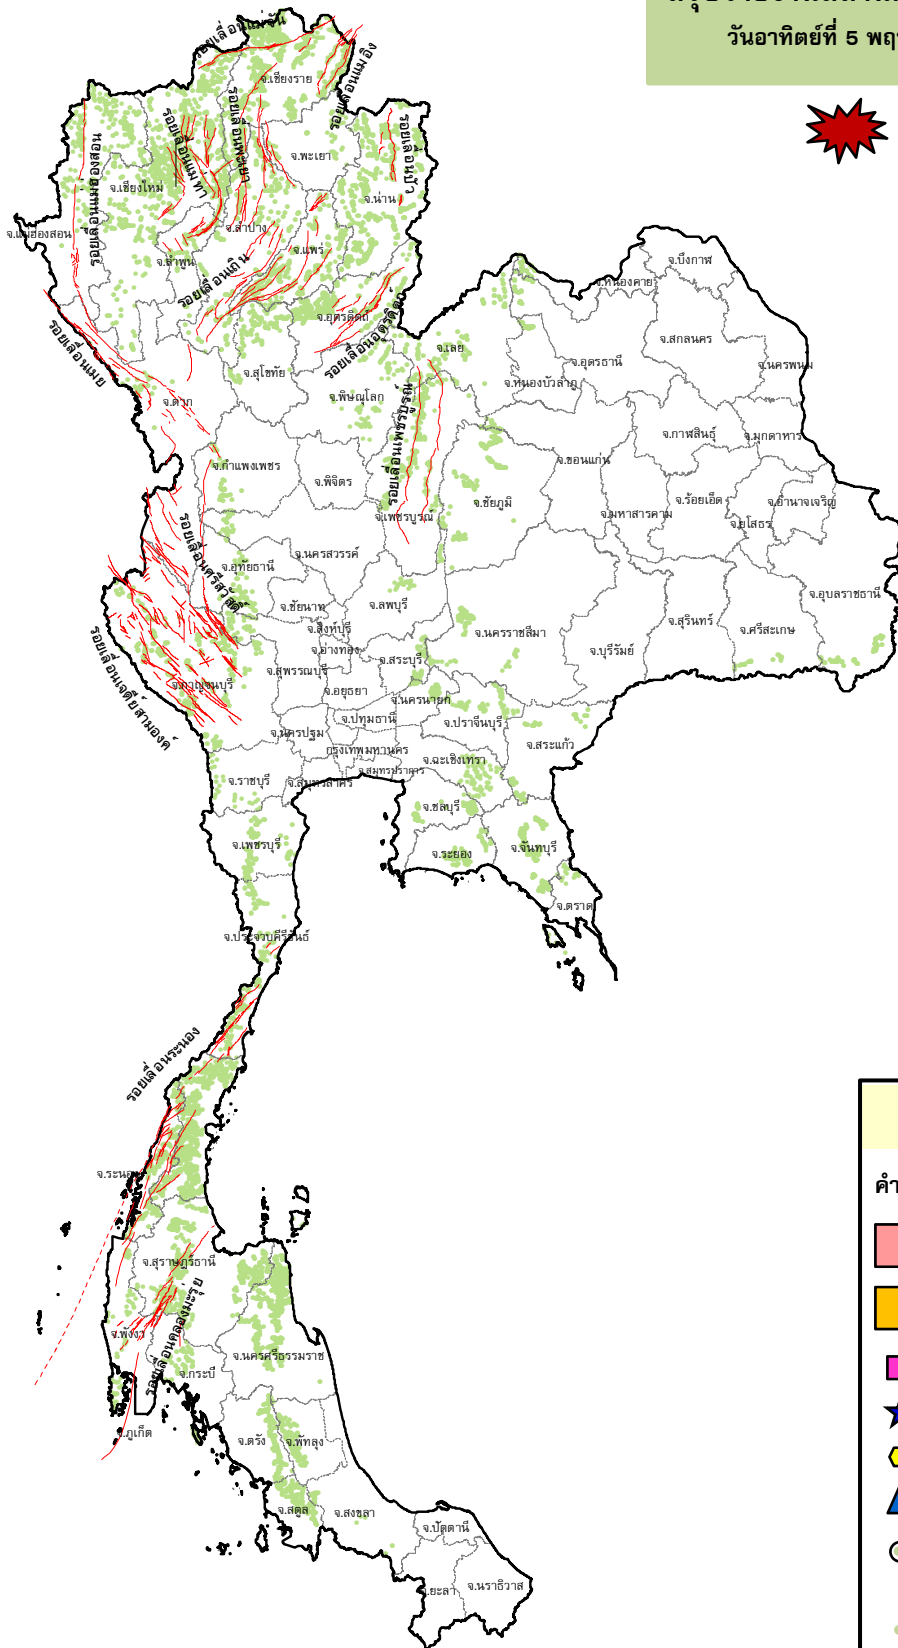 วันอาทิตย์ที่ 5 พฤ
รอยเลื่อนแม่จัน
จ.เชียงราย
รอยเลื่อนแม่อิง
รอยเลื่อนพะเยา
รอยเลื่อนแม่ทา
รอยเลื่อนปัว
จ.พะเยา
รอยเลื่อนแม่ฮ่องสอน
จ.เชียงใหม่
จ.น่าน
จ.แม่ฮ่องสอน
จ.ลำปาง
จ.แพร่
จ.ลำพูน
รอยเลื่อนเถิน
จ.บึงกาฬ
จ.หนองคาย
จ.อุตรดิตถ์
รอยเลื่อนอุตรดิตถ์
รอยเลื่อนเมย
จ.สกลนคร
จ.เลย
จ.อุดรธานี
จ.นครพนม
จ.สุโขทัย
จ.หนองบัวลำภู
จ.ตาก
จ.พิษณุโลก
รอยเลื่อนเพชรบูรณ์
จ.กาฬสินธุ์
จ.มุกดาหาร
จ.กำแพงเพชร
จ.พิจิตร
จ.ขอนแก่น
จ.เพชรบูรณ์
จ.ชัยภูมิ
จ.มหาสารคาม
จ.ร้อยเอ็ด
จ.ยโสธร
จ.อำนาจเจริญ
รอยเลื่อนศรีสวัสดิ์
จ.นครสวรรค์
จ.อุทัยธานี
จ.ชัยนาท
จ.ลพบุรี
จ.อุบลราชธานี
จ.สิงห์บุรี
จ.นครราชสีมา
จ.สุรินทร์
จ.ศรีสะเกษ
จ.อ่างทอง
จ.สระบุรี
จ.บุรีรัมย์
รอยเลื่อนเจดีย์สามองค์
จ.สุพรรณบุรี
จ.กาญจนบุรี
จ.อยุธยา
จ.นครนายก
จ.ปทุมธานี
จ.ปราจีนบุรี
จ.นครปฐม
จ.สระแก้ว
กรุงเทพมหานคร
จ.ฉะเชิงเทรา
จ.สมุทรปราการ
จ.ราชบุรี
จ.สมุทรสาคร
จ.ชลบุรี
จ.เพชรบุรี
จ.ระยอง
จ.จันทบุรี
จ.ตราด
จ.ประจวบคีรีขันธ์
รอยเลื่อนระนอง
จ.ระนอง
จ.สุราษฎร์ธานี
รอยเลื่อนคลองมะรุ่ย
จ.พังงา
จ.นครศรีธรรมราช
จ.กระบี่
จ.ภูเก็ต
จ.ตรัง
จ.พัทลุง
จ.สตูล
จ.สงขลา
จ.ปัตตานี
จ.ยะลา
จ.นราธิวาส